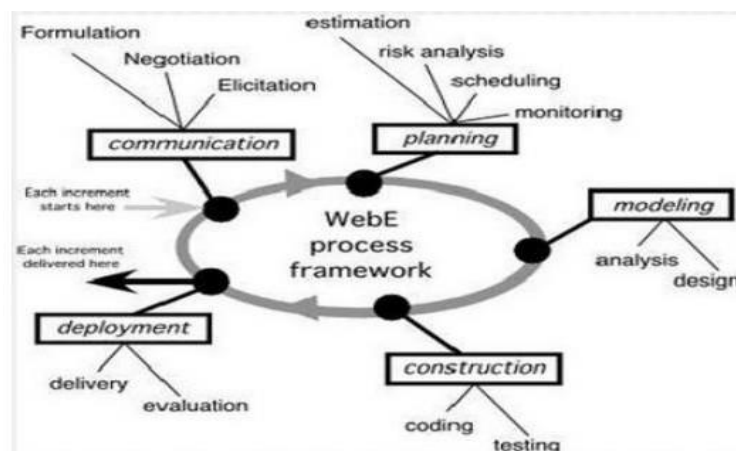 Formulation
Negotiation
Elicitation
communication
estimation
risk analysis
scheduling
monitoring
planning
Each increment
starts here
WebE
process
framework
modeling
analysis
design
Each increment
delivered here
deployment
delivery
evaluation
construction
coding
testing